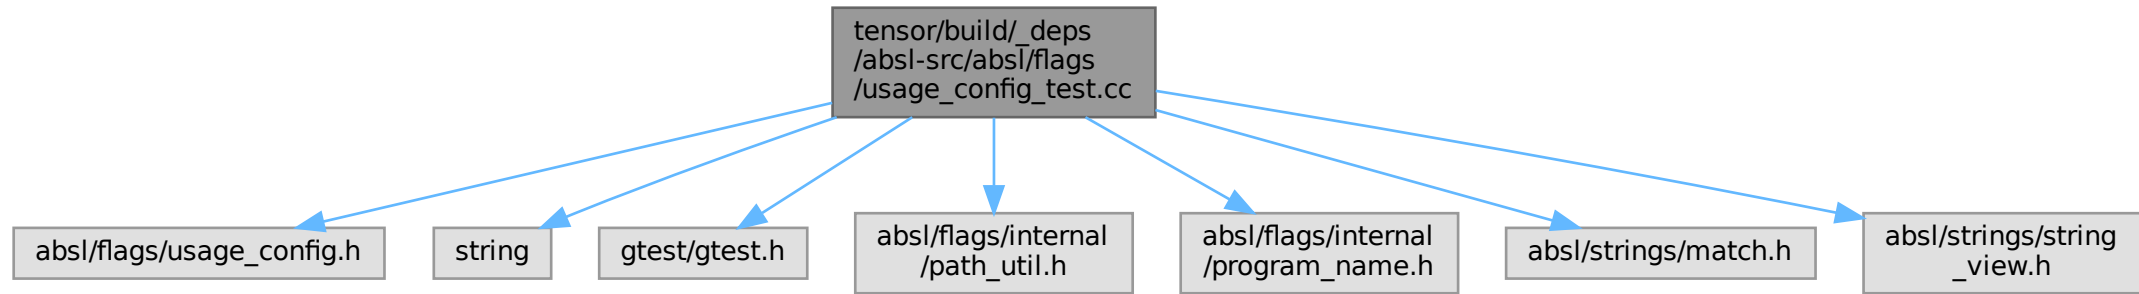 tensor/build/_deps
/absl-src/absl/flags
/usage_config_test.cc
absl/flags/usage_config.h
string
gtest/gtest.h
absl/flags/internal
/path_util.h
absl/flags/internal
/program_name.h
absl/strings/match.h
absl/strings/string
_view.h